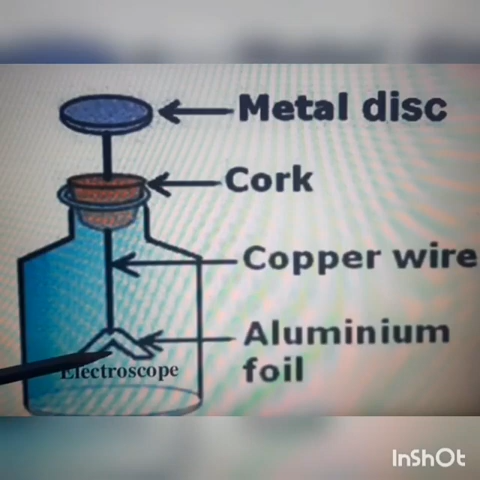 Metal disc
Cork
Copper wire
Aluminium
foil
Electroscope
InShOt